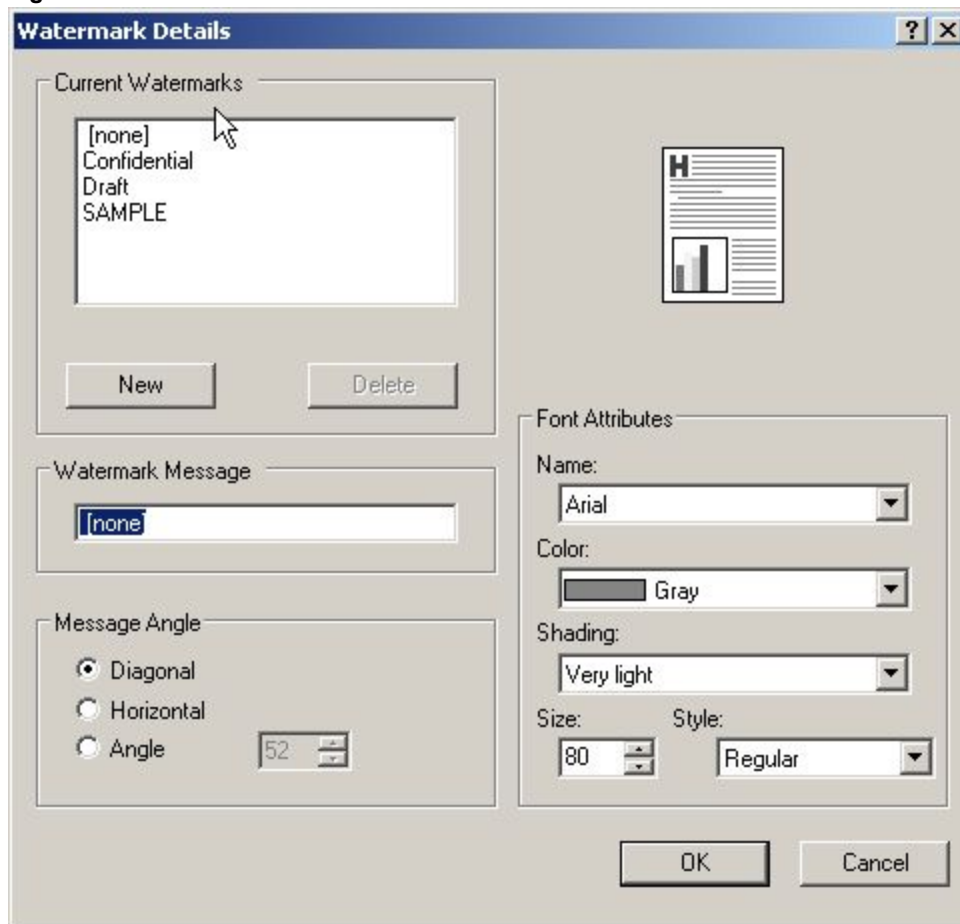 Watermark Details
Current Watermarks
[none]
Confidential
Draft
SAMPLE
H
New
Delete
Watermark Message
[none]
Message Angle
Diagonal
Horizontal
Angle
52
Font Attributes
Name:
Arial
Color:
Gray
Shading:
Very light
Size:
Style:
80
Regular
OK
Cancel